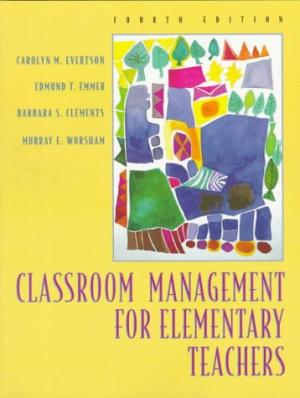 FOURTH EDITION
CAROLYN M. EVERTSON
EDMUND T. EMMER
BARBARA S. CLEMENTS
MURRAY E. WORSHAM
CLASSROOM MANAGEMENT
FOR ELEMENTARY
TEACHERS